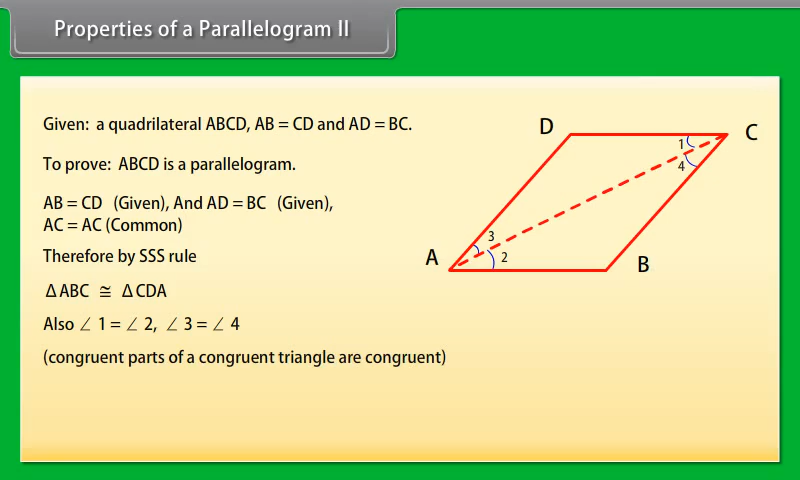 Properties of a Parallelogram II
Given: a quadrilateral ABCD, AB = CD and AD = BC.
To prove: ABCD is a parallelogram.
AB = CD (Given), And AD = BC (Given),
AC = AC (Common)
Therefore by SSS rule
Δ ABC ≅ Δ CDA
Also ∠ 1 = ∠ 2, ∠ 3 = ∠ 4
(congruent parts of a congruent triangle are congruent)
D
C
1
4
3
A
2
B